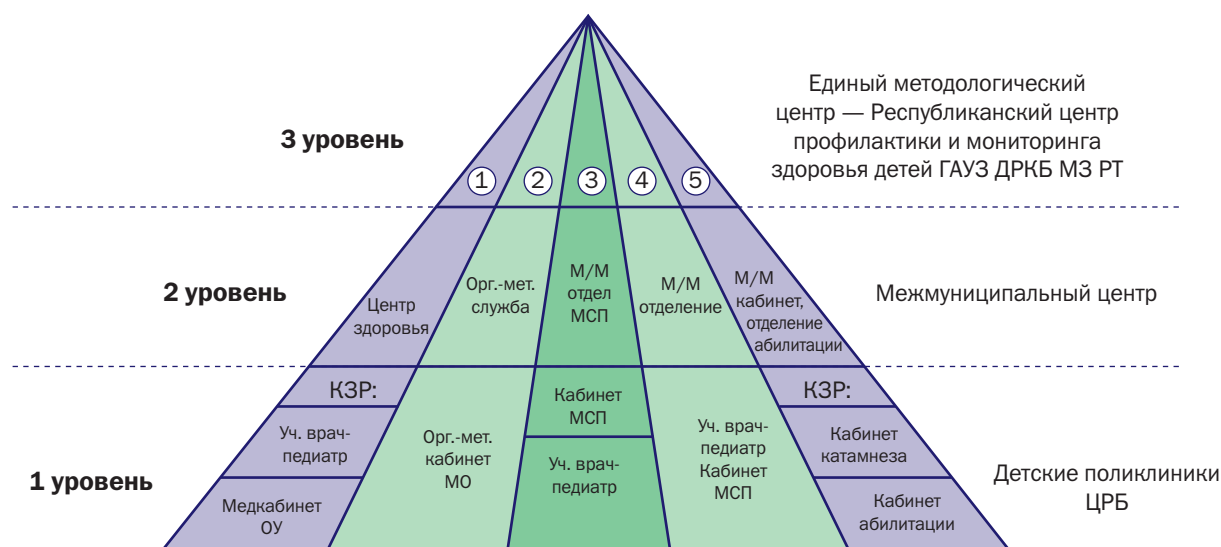 Единый методологический
центр — Республиканский центр
профилактики и мониторинга
здоровья детей ГАУЗ ДРКБ МЗ РТ
3 уровень
1
2
3
4
5
2 уровень
Центр
здоровья
Орг.-мет.
служба
М/М
отдел
МСП
М/М
отделение
М/М
кабинет,
отделение
абилитации
Межмуниципальный центр
1 уровень
КЗР:
Уч. врач-
педиатр
Медкабинет
ОУ
Орг.-мет.
кабинет
МО
Кабинет
МСП
Уч. врач-
педиатр
Уч. врач-
педиатр
Кабинет
МСП
КЗР:
Кабинет
катамнеза
Кабинет
абилитации
Детские поликлиники
ЦРБ